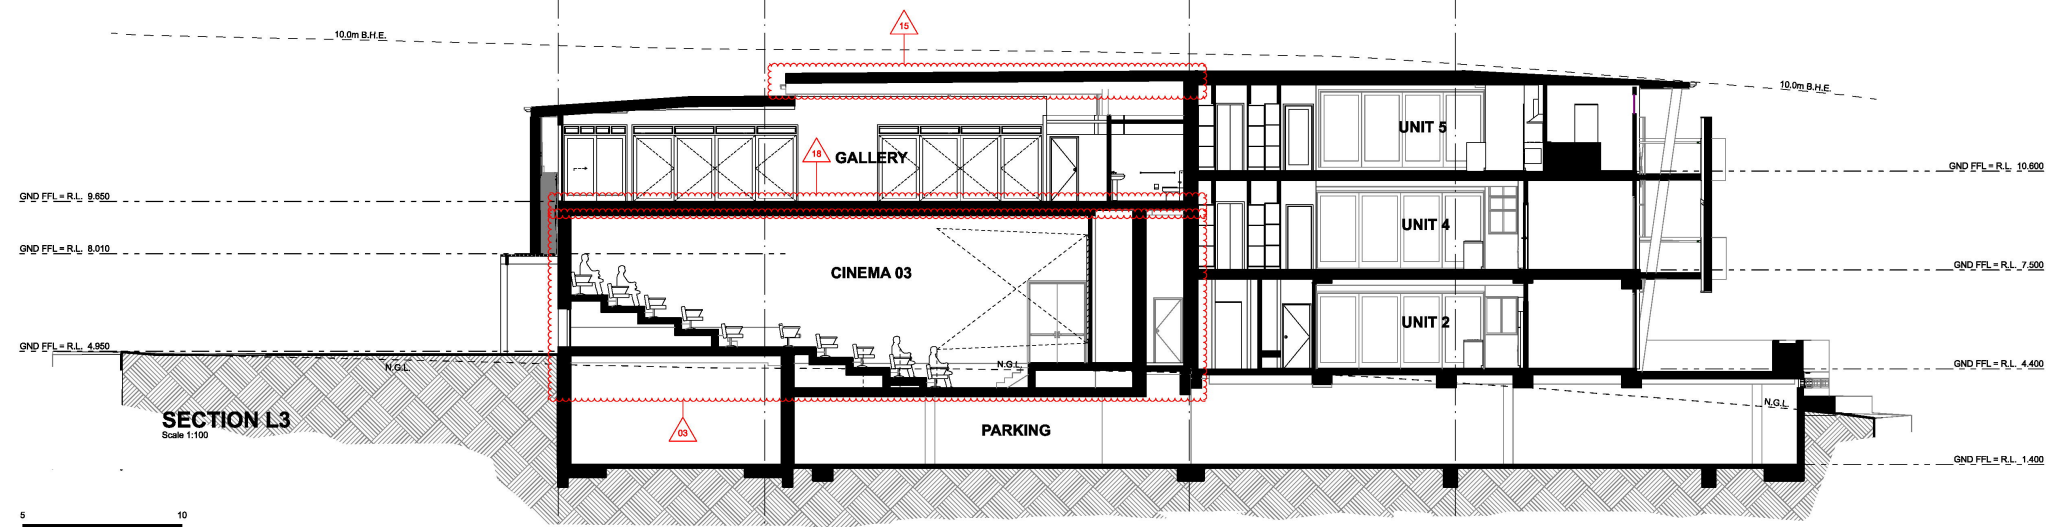 15
10.0m B.H.E.
10.0m B.H.E.
UNIT 5
18
GALLERY
GND FFL = R.L. 10.600
GND FFL = R.L. 9.650
UNIT 4
GND FFL = R.L. 8.010
CINEMA 03
GND FFL = R.L. 7.500
UNIT 2
GND FFL = R.L. 4.950
N.G.L.
N.G.L.
GND FFL = R.L. 4.400
N.G.L.
SECTION L3
Scale 1:100
03
PARKING
GND FFL = R.L. 1.400
5 10